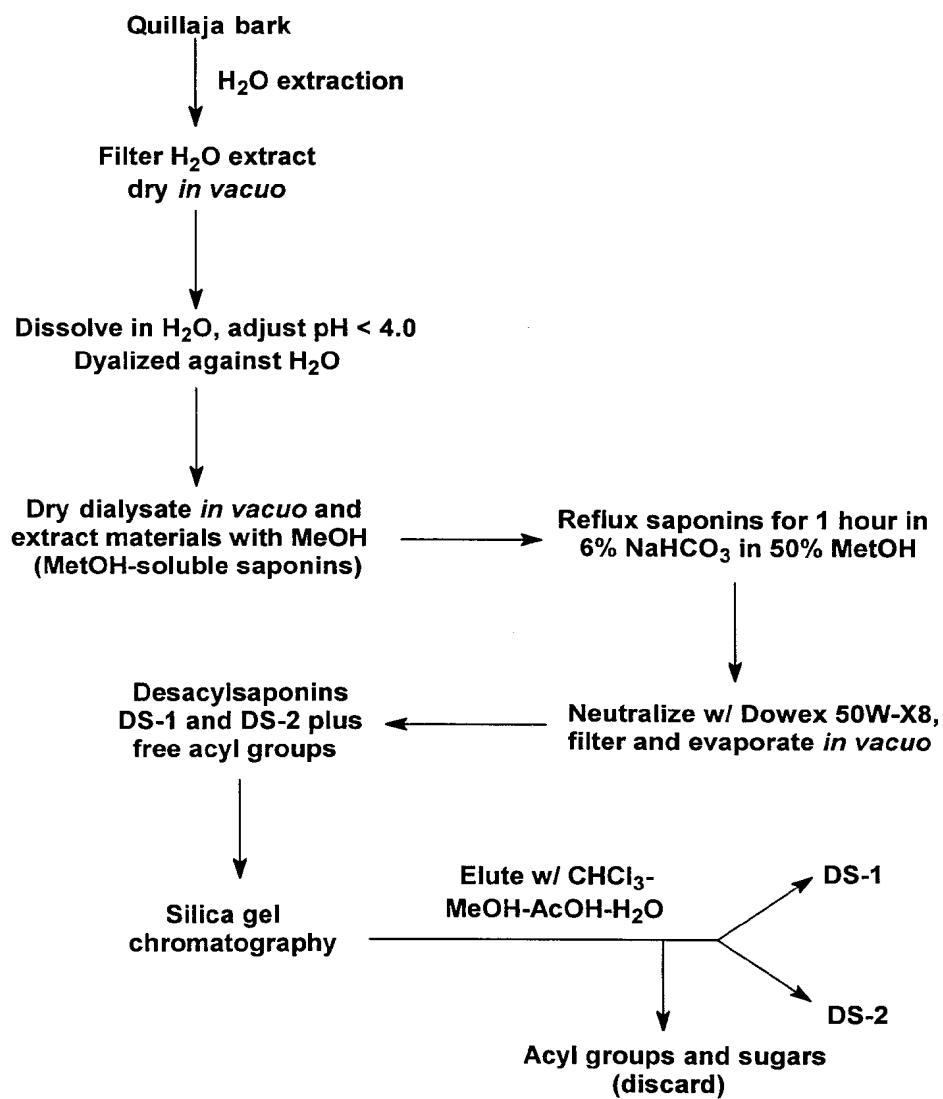 Quillaja bark
H₂O extraction
Filter H₂O extract
dry in vacuo
Dissolve in H₂O, adjust pH < 4.0
Dyalized against H₂O
Dry dialysate in vacuo and
extract materials with MeOH
(MetOH-soluble saponins)
Reflux saponins for 1 hour in
6% NaHCO₃ in 50% MetOH
Neutralize w/ Dowex 50W-X8,
filter and evaporate in vacuo
Desacylsaponins
DS-1 and DS-2 plus
free acyl groups
Silica gel
chromatography
Elute w/ CHCl₃-
MeOH-AcOH-H₂O
DS-1
DS-2
Acyl groups and sugars
(discard)